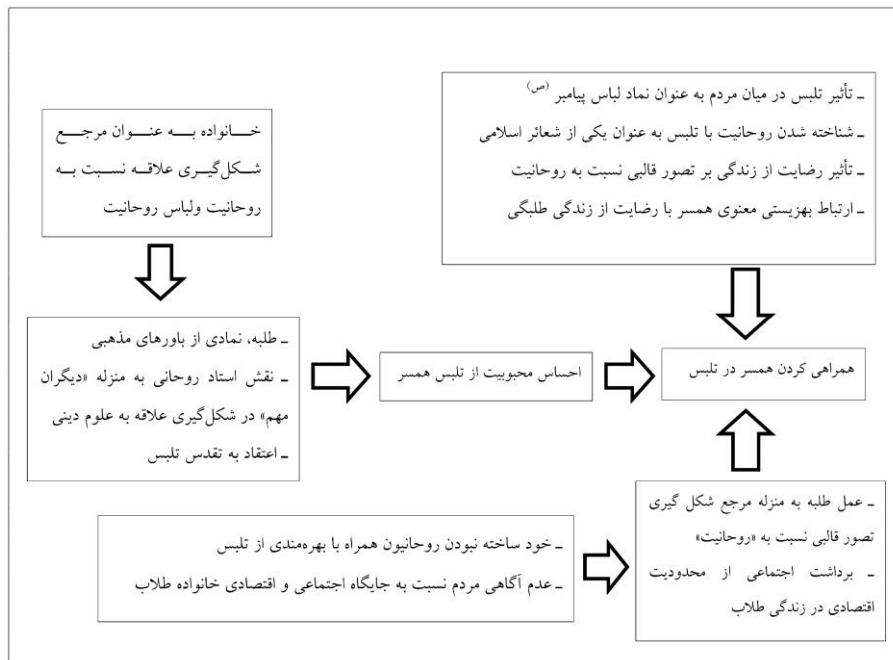 خانواده به عنوان مرجع
شکل‌گیری علاقه نسبت به
روحانیت ولباس روحانیت
ـ تأثیر تلبس در میان مردم به عنوان نماد لباس پیامبر (ص)
ـ شناخته شدن روحانیت با تلبس به عنوان یکی از شعائر اسلامی
ـ تأثیر رضایت از زندگی بر تصور قالبی نسبت به روحانیت
ـ ارتباط بهزیستی معنوی همسر با رضایت از زندگی طلبگی
ـ طلبه، نمادی از باورهای مذهبی
ـ نقش استاد روحانی به منزله «دیگران
مهم» در شکل‌گیری علاقه به علوم دینی
ـ اعتقاد به تقدس تلبس
احساس محبوبیت از تلبس همسر
همراهی کردن همسر در تلبس
ـ خود ساخته نبودن روحانیون همراه با بهره‌مندی از تلبس
ـ عدم آگاهی مردم نسبت به جایگاه اجتماعی و اقتصادی خانواده طلاب
ـ عمل طلبه به منزله مرجع شکل گیری
تصور قالبی نسبت به «روحانیت»
ـ برداشت اجتماعی از محدودیت
اقتصادی در زندگی طلاب